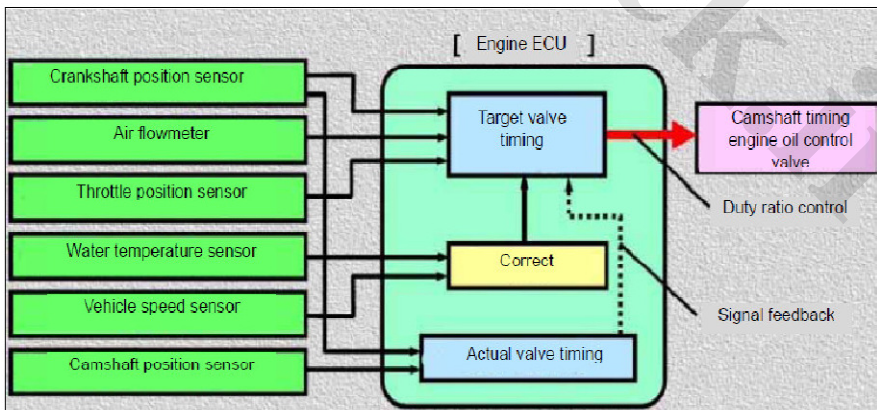 [ Engine ECU ]
Crankshaft position sensor
Air flowmeter
Throttle position sensor
Water temperature sensor
Vehicle speed sensor
Camshaft position sensor
Target valve
timing
Correct
Actual valve timing
Camshaft timing
engine oil control
valve
Duty ratio control
Signal feedback